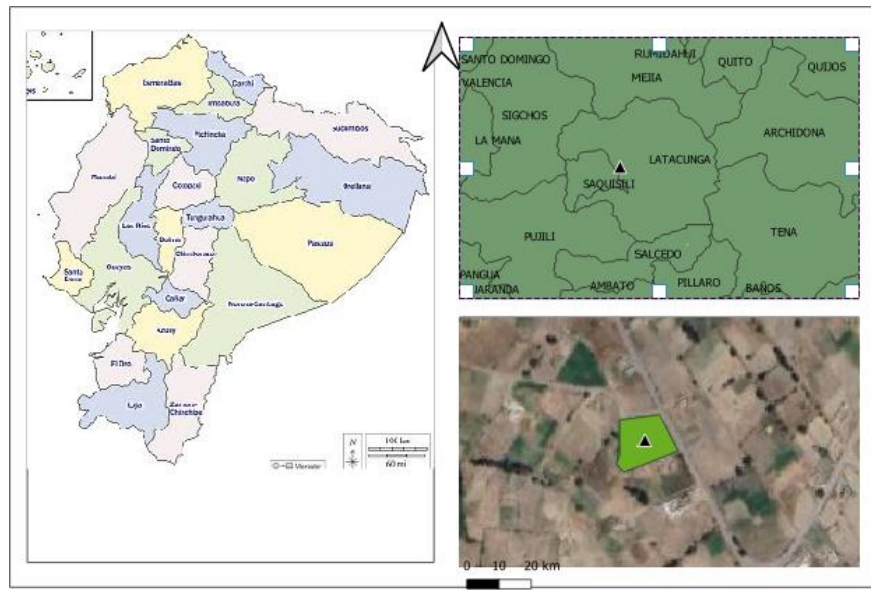 Esmeraldas
Carchi
Imbabura
Sucumbios
Pichincha
Santo
Domingo
Manabi
Cotopaxi
Napo
Orellana
Los Rios
Tungurahua
Bolivar
Pastaza
Chimborazo
Santa
Elena
Guayas
Cañar
Morona-Santiago
Azuay
El Oro
Loja
Zamora-
Chinchipe
N
100 km
60 mi
SANTO DOMINGO
RUMIÑAHUI
QUITO
QUIJOS
VALENCIA
MEJIA
SIGCHOS
LA MANA
ARCHIDONA
LATACUNGA
SAQUISILI
PUJILI
TENA
SALCEDO
PANGUA
AMBATO
PILLARO
BAÑOS
UARANDA
0 10 20 km